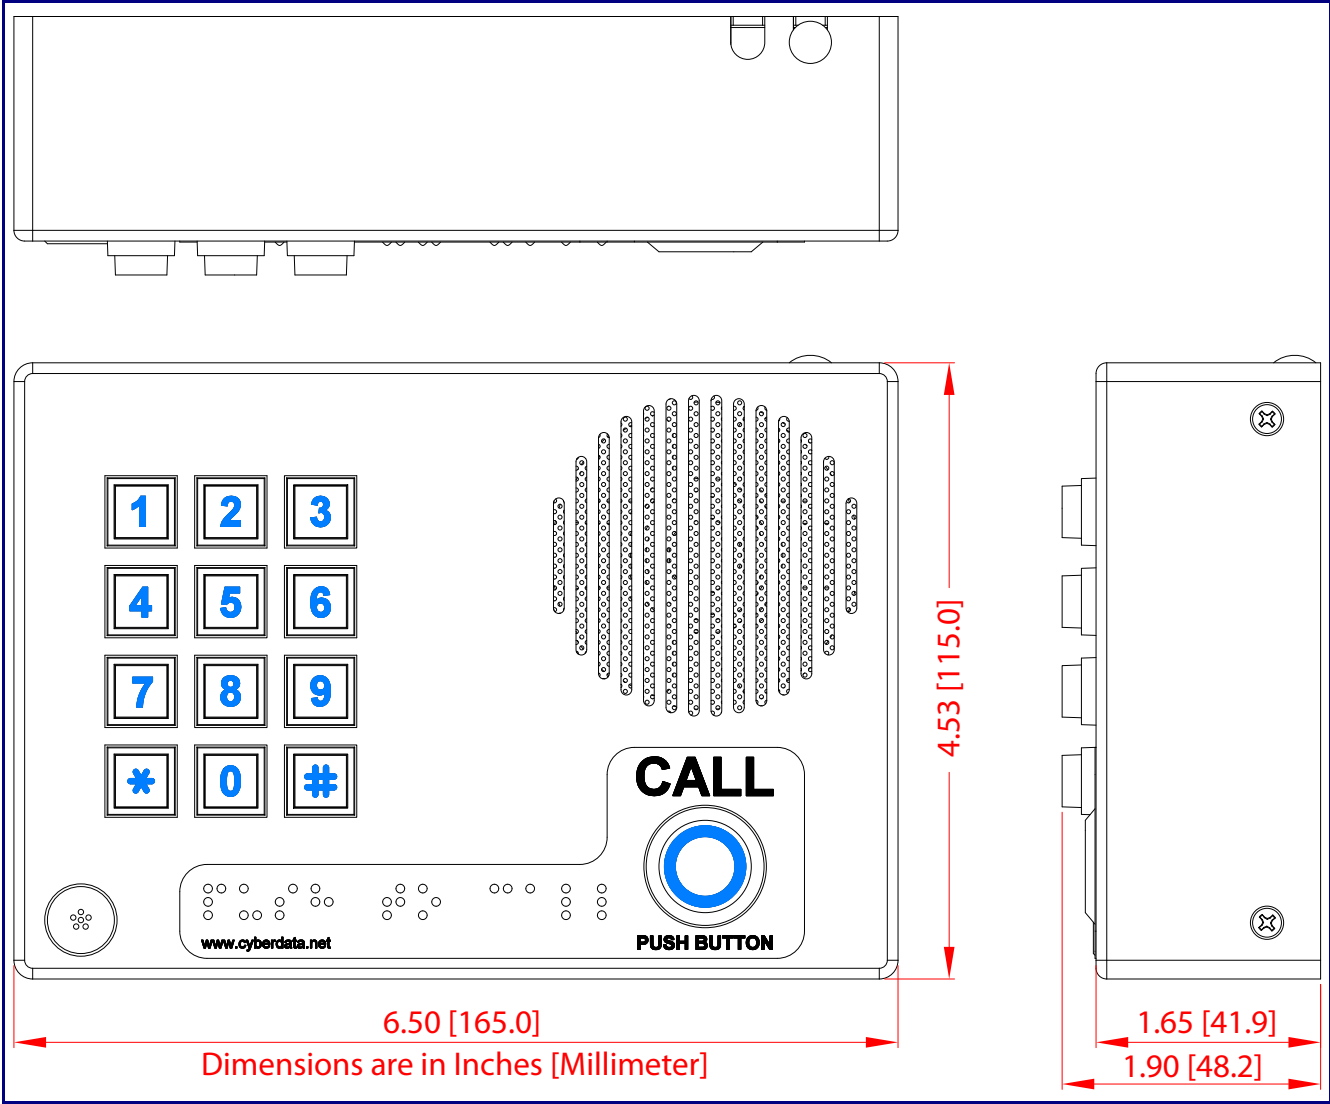 1 2 3
4 5 6
7 8 9
* 0 #
CALL
PUSH BUTTON
www.cyberdata.net
4.53 [115.0]
6.50 [165.0]
Dimensions are in Inches [Millimeter]
1.65 [41.9]
1.90 [48.2]